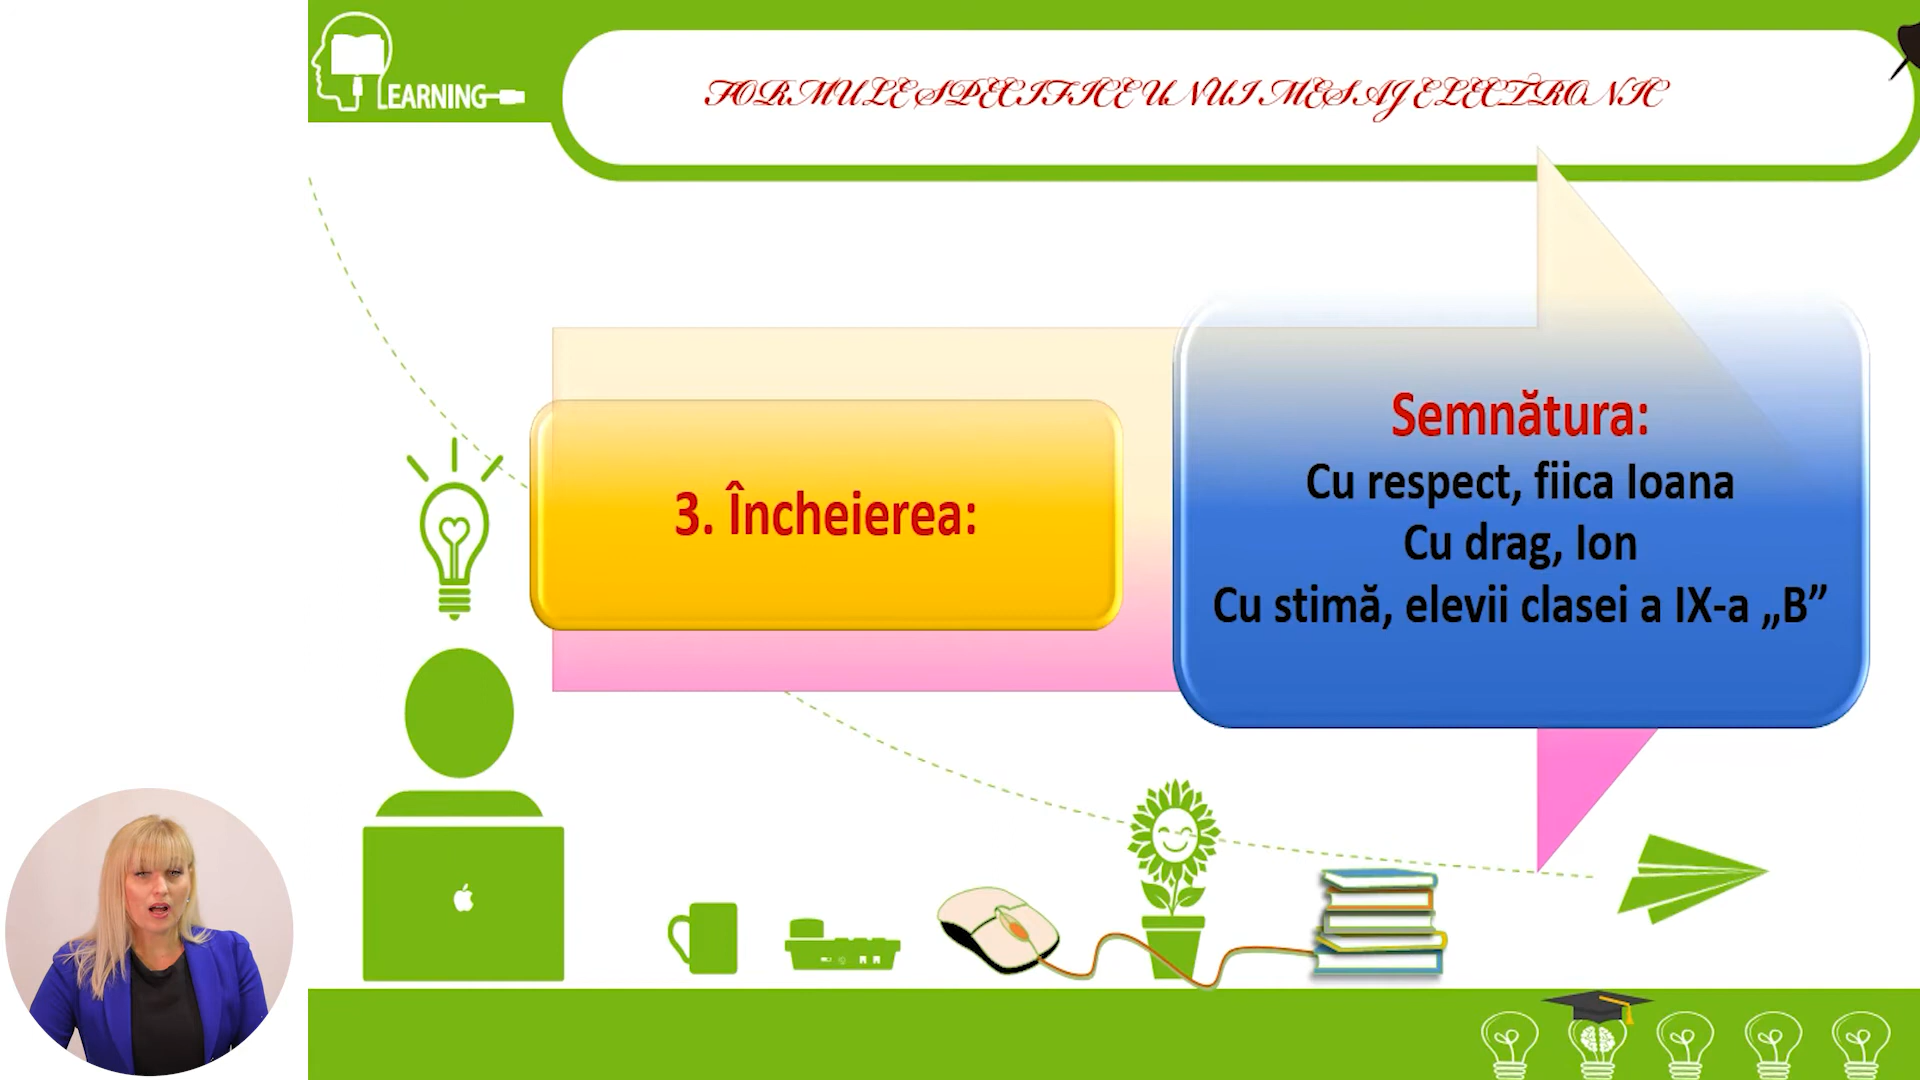 LEARNING
FORMULE SPECIFICE UNUI MESAJ ELECTRONIC
3. Încheierea:
Semnătura:
Cu respect, fiica Ioana
Cu drag, Ion
Cu stimă, elevii clasei a IX-a „B”